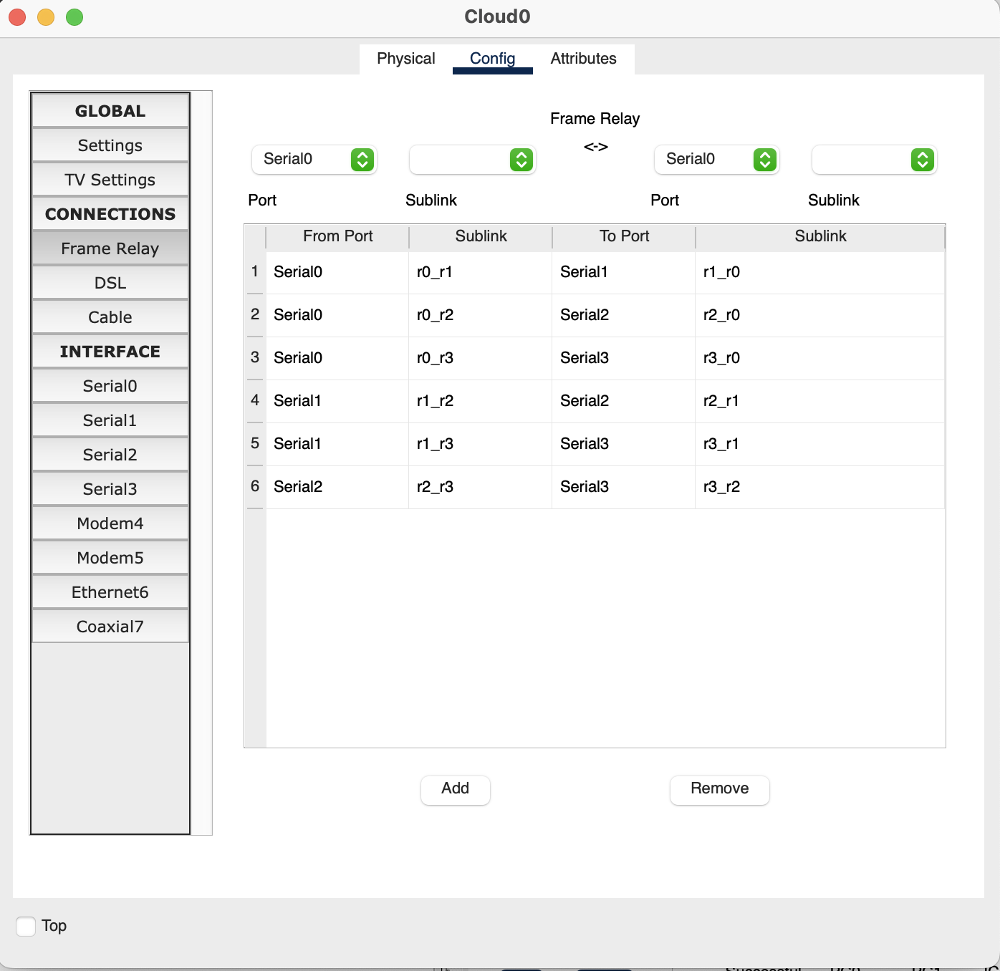 Cloud0
Physical Config Attributes
GLOBAL
Settings
TV Settings
CONNECTIONS
Frame Relay
DSL
Cable
INTERFACE
Serial0
Serial1
Serial2
Serial3
Modem4
Modem5
Ethernet6
Coaxial7
Frame Relay
<->
Serial0 Serial0
Port Sublink Port Sublink
From Port Sublink To Port Sublink
1 Serial0 r0_r1 Serial1 r1_r0
2 Serial0 r0_r2 Serial2 r2_r0
3 Serial0 r0_r3 Serial3 r3_r0
4 Serial1 r1_r2 Serial2 r2_r1
5 Serial1 r1_r3 Serial3 r3_r1
6 Serial2 r2_r3 Serial3 r3_r2
Add Remove
Top